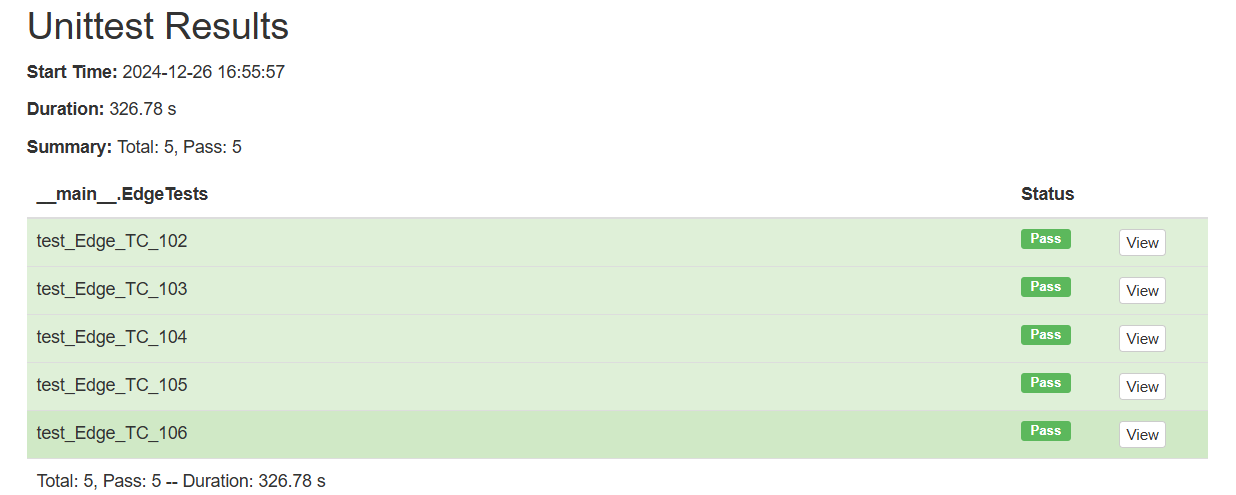 Unittest Results
Start Time: 2024-12-26 16:55:57
Duration: 326.78 s
Summary: Total: 5, Pass: 5
__main__.EdgeTests Status
test_Edge_TC_102 Pass View
test_Edge_TC_103 Pass View
test_Edge_TC_104 Pass View
test_Edge_TC_105 Pass View
test_Edge_TC_106 Pass View
Total: 5, Pass: 5 -- Duration: 326.78 s